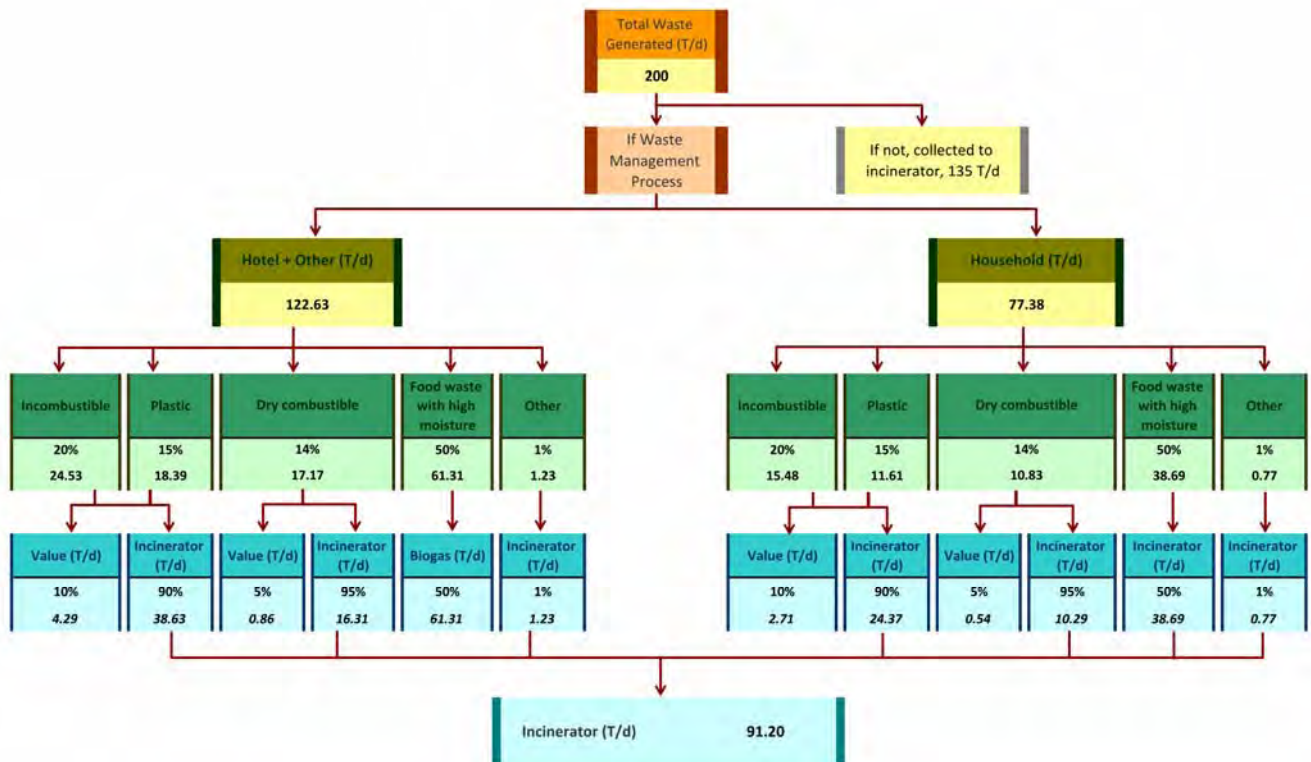 Total Waste
Generated (T/d)
200
If Waste
Management
Process
If not, collected to
incinerator, 135 T/d
Hotel + Other (T/d)
122.63
Household (T/d)
77.38
Incombustible
Plastic
Dry combustible
Food waste
with high
moisture
Other
20%
15%
14%
50%
1%
24.53
18.39
17.17
61.31
1.23
Incombustible
Plastic
Dry combustible
Food waste
with high
moisture
Other
20%
15%
14%
50%
1%
15.48
11.61
10.83
38.69
0.77
Value (T/d)
Incinerator
(T/d)
Value (T/d)
Incinerator
(T/d)
Biogas (T/d)
Incinerator
(T/d)
10%
90%
5%
95%
50%
1%
4.29
38.63
0.86
16.31
61.31
1.23
Value (T/d)
Incinerator
(T/d)
Value (T/d)
Incinerator
(T/d)
Incinerator
(T/d)
Incinerator
(T/d)
10%
90%
5%
95%
50%
1%
2.71
24.37
0.54
10.29
38.69
0.77
Incinerator (T/d) 91.20